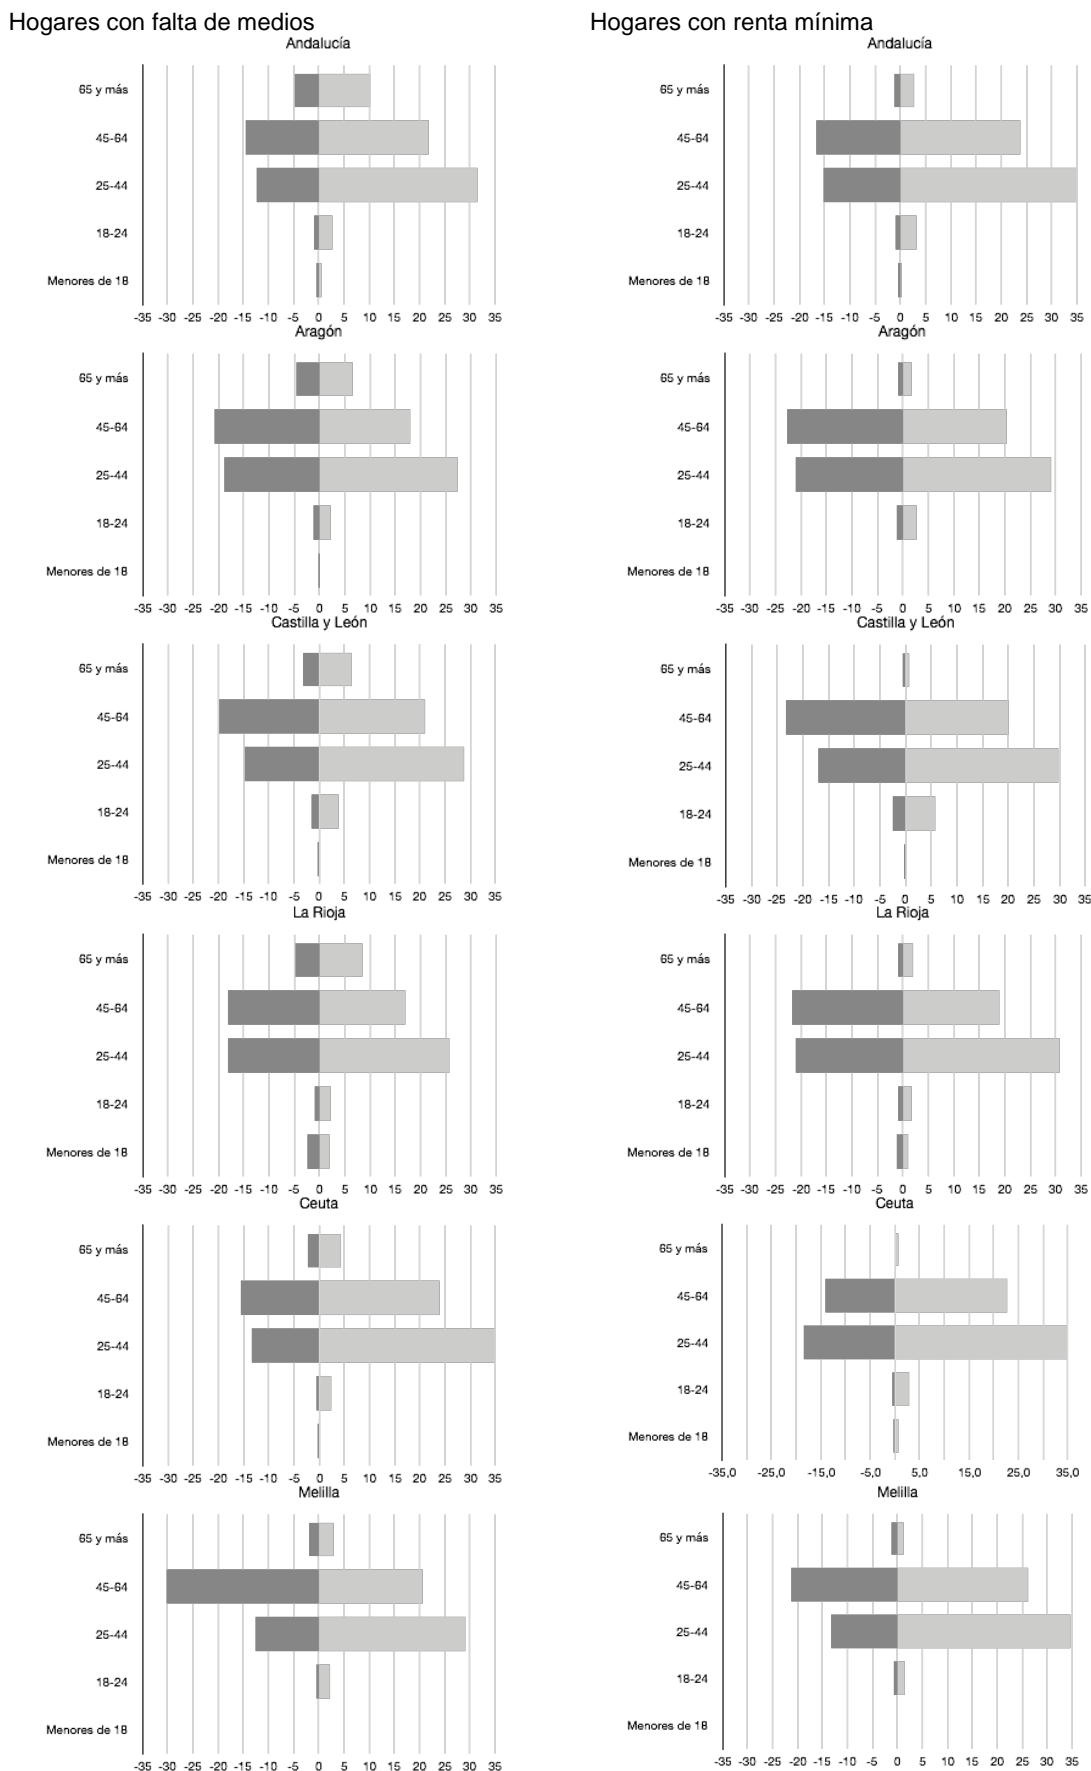 Hogares con falta de medios
Andalucía
65 y más
45-64
25-44
18-24
Menores de 18
-35 -30 -25 -20 -15 -10 -5 0 5 10 15 20 25 30 35
Aragón
65 y más
45-64
25-44
18-24
Menores de 18
-35 -30 -25 -20 -15 -10 -5 0 5 10 15 20 25 30 35
Castilla y León
65 y más
45-64
25-44
18-24
Menores de 18
-35 -30 -25 -20 -15 -10 -5 0 5 10 15 20 25 30 35
La Rioja
65 y más
45-64
25-44
18-24
Menores de 18
-35 -30 -25 -20 -15 -10 -5 0 5 10 15 20 25 30 35
Ceuta
65 y más
45-64
25-44
18-24
Menores de 18
-35 -30 -25 -20 -15 -10 -5 0 5 10 15 20 25 30 35
Melilla
65 y más
45-64
25-44
18-24
Menores de 18
-35 -30 -25 -20 -15 -10 -5 0 5 10 15 20 25 30 35
Hogares con renta mínima
Andalucía
65 y más
45-64
25-44
18-24
Menores de 18
-35 -30 -25 -20 -15 -10 -5 0 5 10 15 20 25 30 35
Aragón
65 y más
45-64
25-44
18-24
Menores de 18
-35 -30 -25 -20 -15 -10 -5 0 5 10 15 20 25 30 35
Castilla y León
65 y más
45-64
25-44
18-24
Menores de 18
-35 -30 -25 -20 -15 -10 -5 0 5 10 15 20 25 30 35
La Rioja
65 y más
45-64
25-44
18-24
Menores de 18
-35 -30 -25 -20 -15 -10 -5 0 5 10 15 20 25 30 35
Ceuta
65 y más
45-64
25-44
18-24
Menores de 18
-35,0 -25,0 -15,0 -5,0 5,0 15,0 25,0 35,0
Melilla
65 y más
45-64
25-44
18-24
Menores de 18
-35 -30 -25 -20 -15 -10 -5 0 5 10 15 20 25 30 35